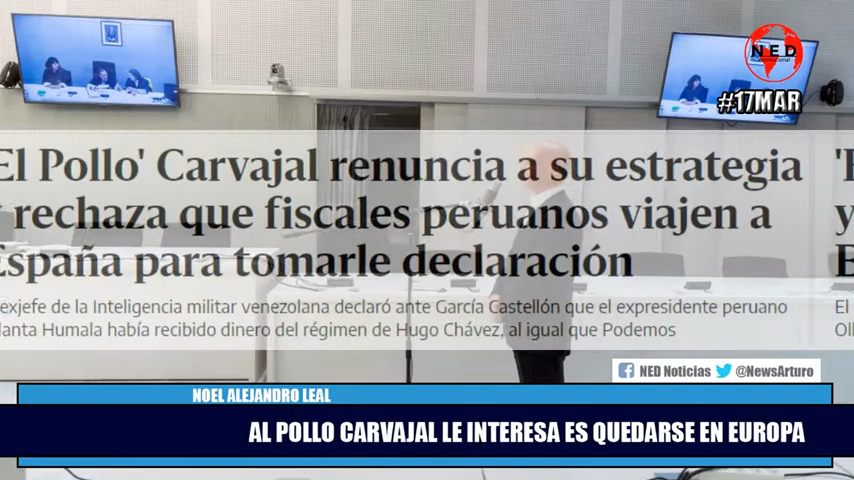 NED
#17MAR
El Pollo' Carvajal renuncia a su estrategia
rechaza que fiscales peruanos viajen a
España para tomarle declaración
exjefe de la Inteligencia militar venezolana declaró ante García Castellón que el expresidente peruano
llanta Humala había recibido dinero del régimen de Hugo Chávez, al igual que Podemos
'E
y
E
El
Oll
NED Noticias @NewsArturo
NOEL ALEJANDRO LEAL
AL POLLO CARVAJAL LE INTERESA ES QUEDARSE EN EUROPA